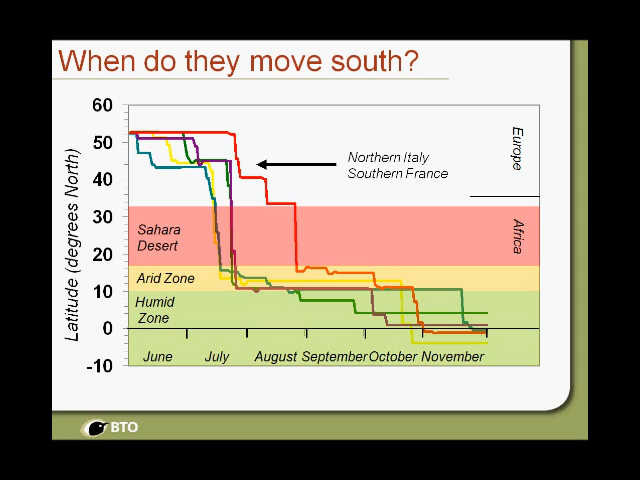 When do they move south?
60
50
40
30
20
10
0
-10
Latitude (degrees North)
Northern Italy
Southern France
Europe
Africa
Sahara
Desert
Arid Zone
Humid
Zone
June July August September October November
BTO